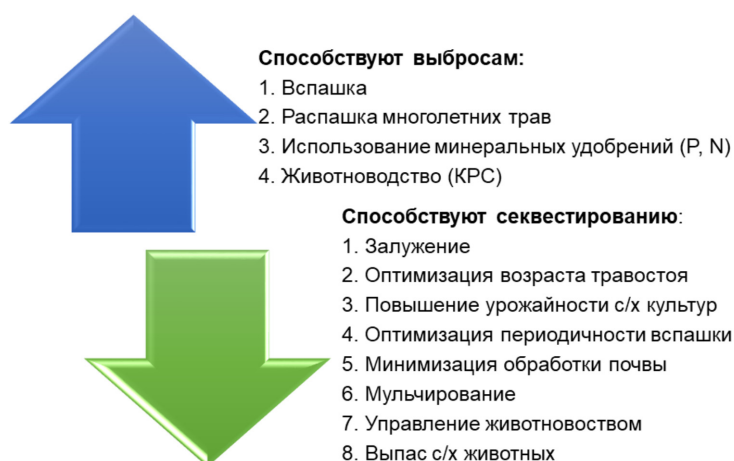 Способствуют выбросам:
1. Вспашка
2. Распашка многолетних трав
3. Использование минеральных удобрений (P, N)
4. Животноводство (КРС)
Способствуют секвестированию:
1. Залужение
2. Оптимизация возраста травостоя
3. Повышение урожайности с/х культур
4. Оптимизация периодичности вспашки
5. Минимизация обработки почвы
6. Мульчирование
7. Управление животновоством
8. Выпас с/х животных